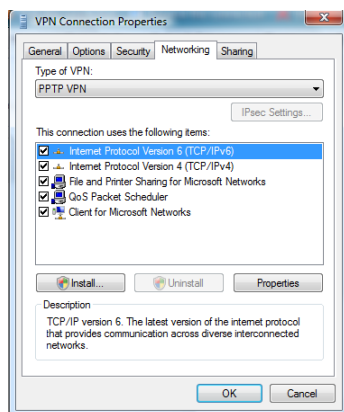 VPN Connection Properties
General Options Security Networking Sharing
Type of VPN:
PPTP VPN
IPsec Settings...
This connection uses the following items:
Internet Protocol Version 6 (TCP/IPv6)
Internet Protocol Version 4 (TCP/IPv4)
File and Printer Sharing for Microsoft Networks
QoS Packet Scheduler
Client for Microsoft Networks
Install... Uninstall Properties
Description
TCP/IP version 6. The latest version of the internet protocol
that provides communication across diverse interconnected
networks.
OK Cancel